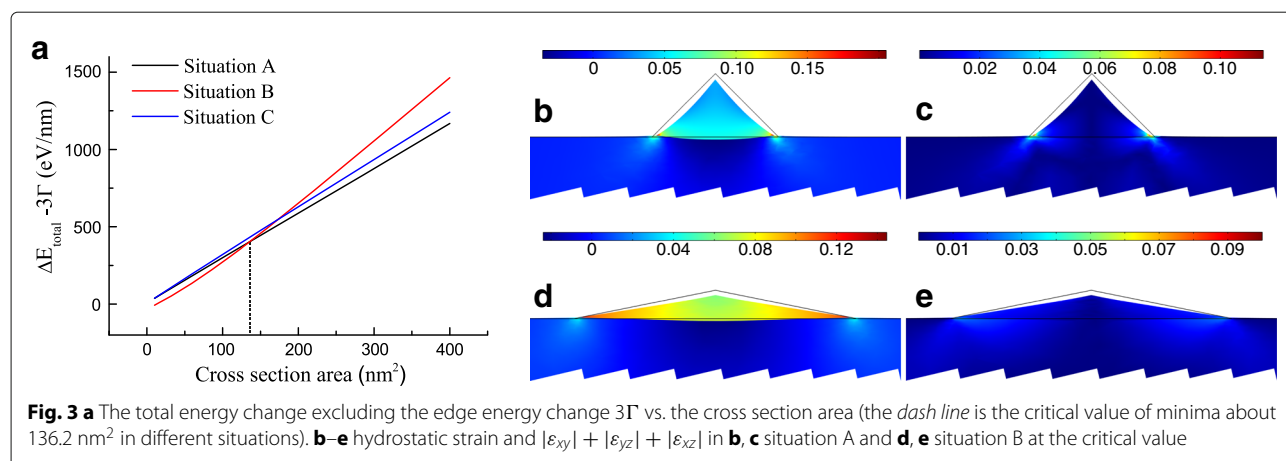 a
Situation A
Situation B
Situation C
1500
1000
500
0
ΔE_total -3Γ (eV/nm)
0 100 200 300 400
Cross section area (nm²)
0 0.05 0.10 0.15
b
0.02 0.04 0.06 0.08 0.10
c
0 0.04 0.08 0.12
d
0.01 0.03 0.05 0.07 0.09
e
Fig. 3 a The total energy change excluding the edge energy change 3Γ vs. the cross section area (the dash line is the critical value of minima about
136.2 nm² in different situations). b–e hydrostatic strain and |ε_xy| + |ε_yz| + |ε_xz| in b, c situation A and d, e situation B at the critical value